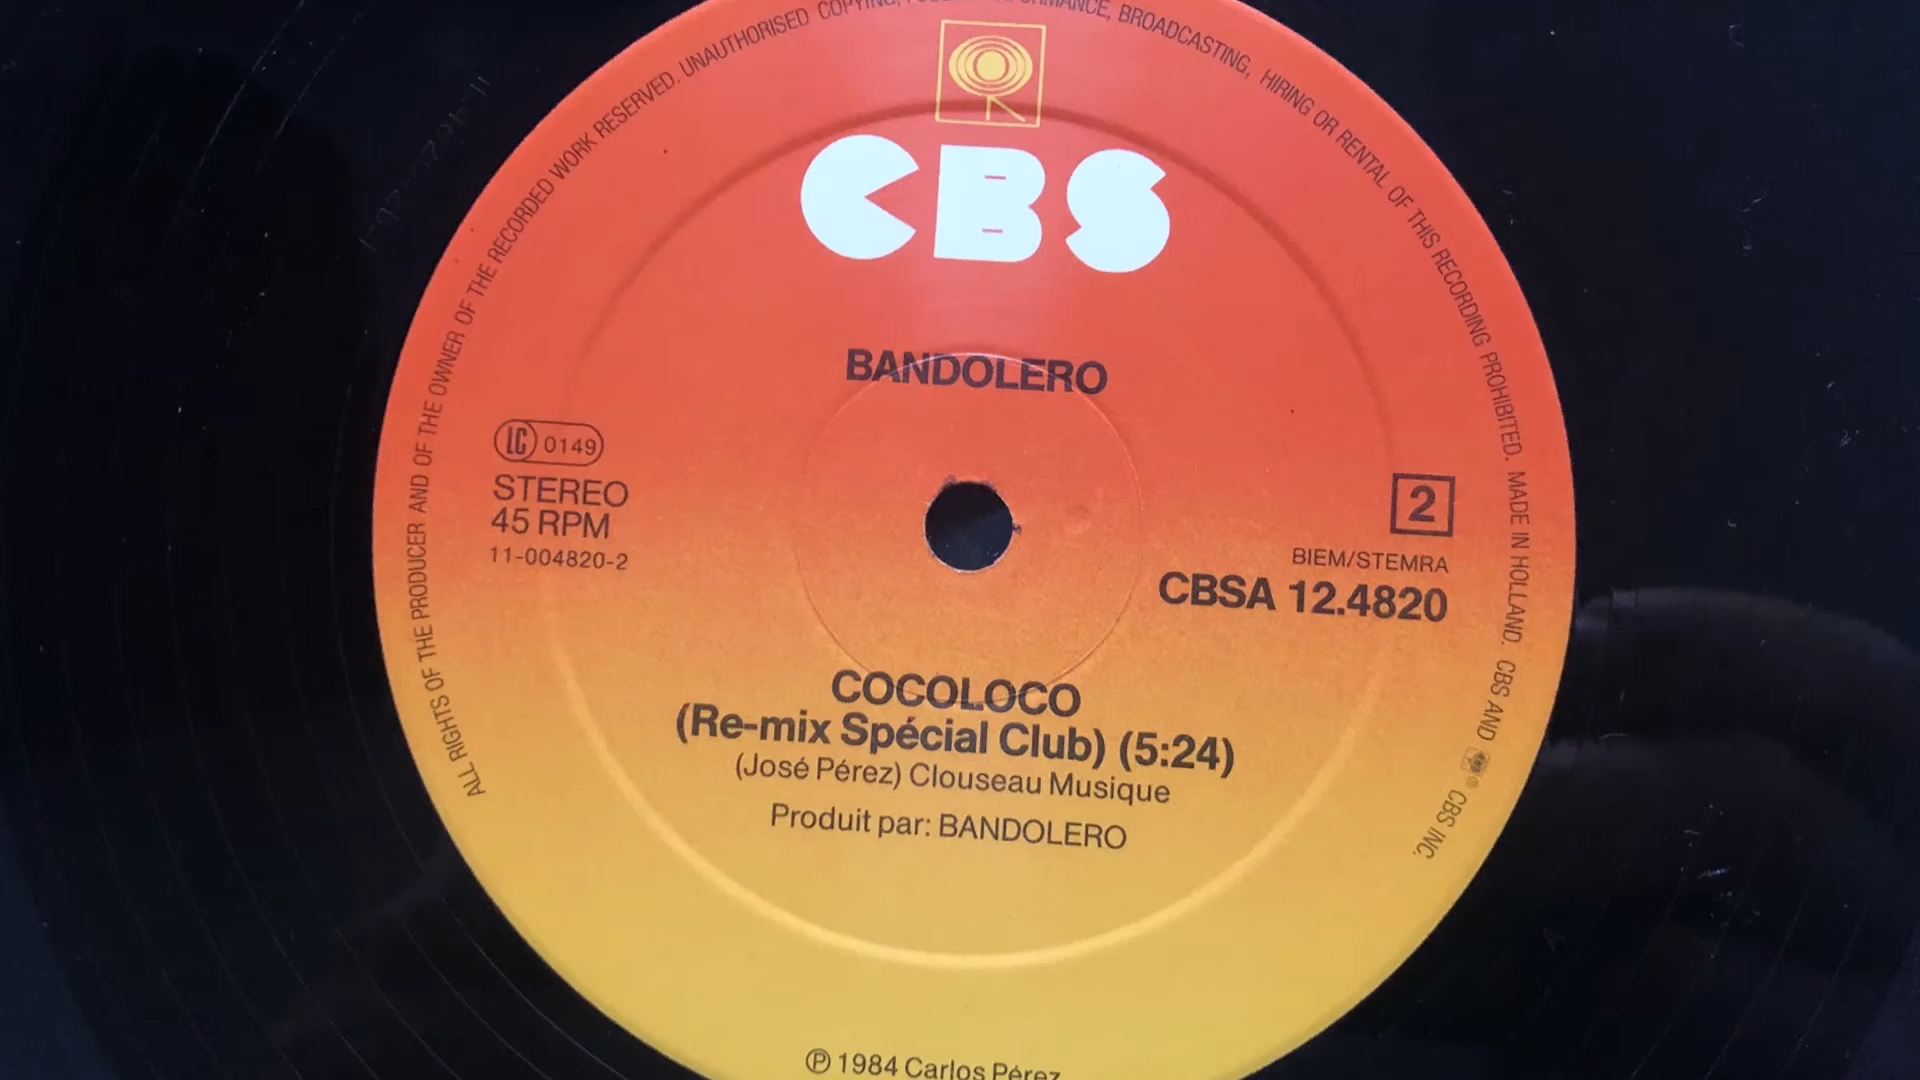 ALL RIGHTS OF THE PRODUCER AND OF THE OWNER OF THE RECORDED WORK RESERVED. UNAUTHORISED COPYING, BROADCASTING, HIRING OR RENTAL OF THIS RECORDING PROHIBITED. MADE IN HOLLAND. CBS AND ® CBS INC.
CBS
BANDOLERO
LC 0149
STEREO
45 RPM
11-004820-2
2
BIEM/STEMRA
CBSA 12.4820
COCOLOCO
(Re-mix Spécial Club) (5:24)
(José Pérez) Clouseau Musique
Produit par: BANDOLERO
℗ 1984 Carlos Pérez